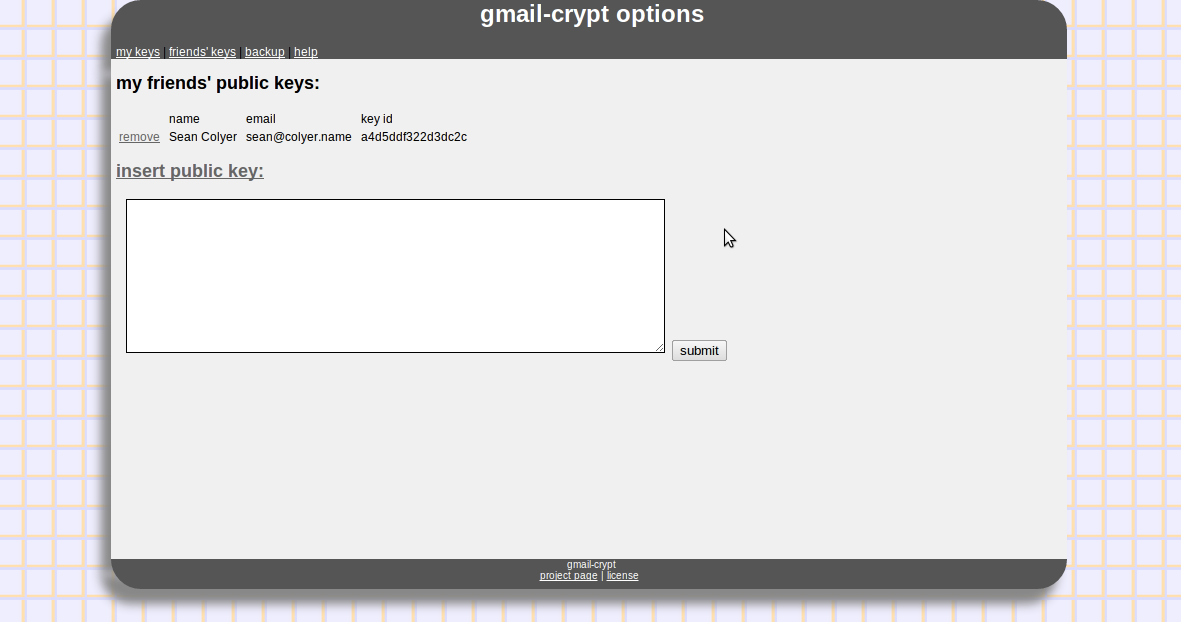 gmail-crypt options
my keys | friends' keys | backup | help
my friends' public keys:
name email key id
remove Sean Colyer sean@colyer.name a4d5ddf322d3dc2c
insert public key:
submit
gmail-crypt
project page | license